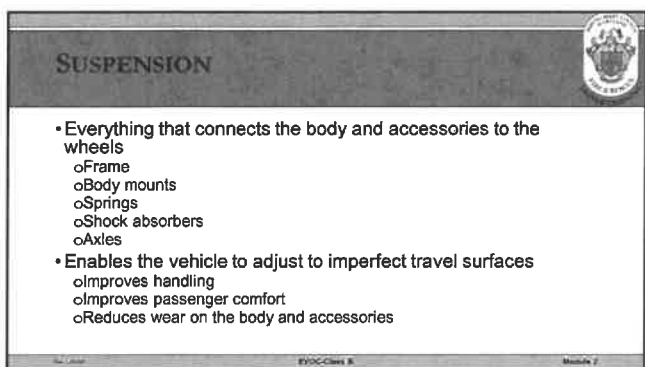 SUSPENSION
•Everything that connects the body and accessories to the
wheels
oFrame
oBody mounts
oSprings
oShock absorbers
oAxles
•Enables the vehicle to adjust to imperfect travel surfaces
oImproves handling
oImproves passenger comfort
oReduces wear on the body and accessories
EVOC-Class B
Module 2